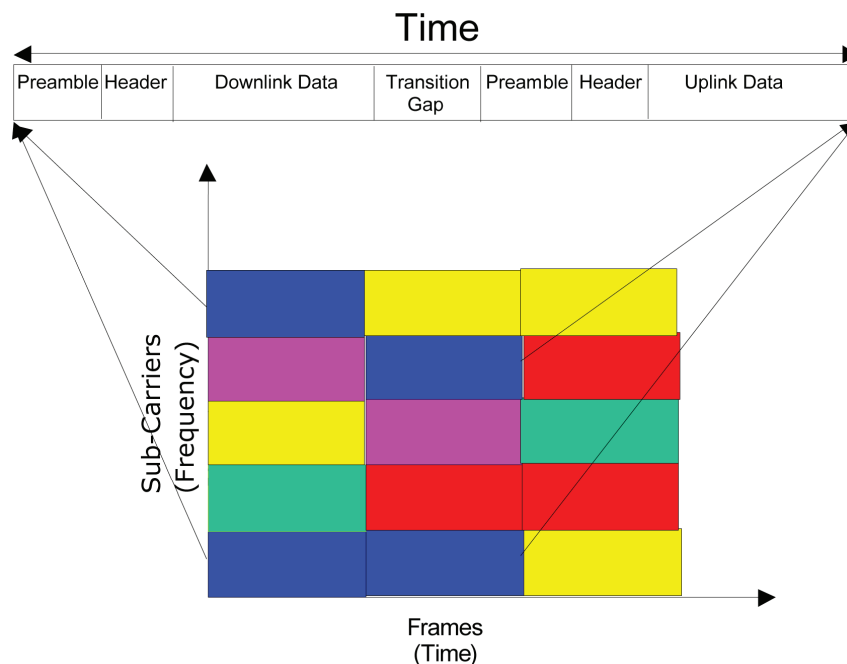 Time
Preamble Header Downlink Data Transition Preamble Header Uplink Data
Gap
Sub-Carriers
(Frequency)
Frames
(Time)